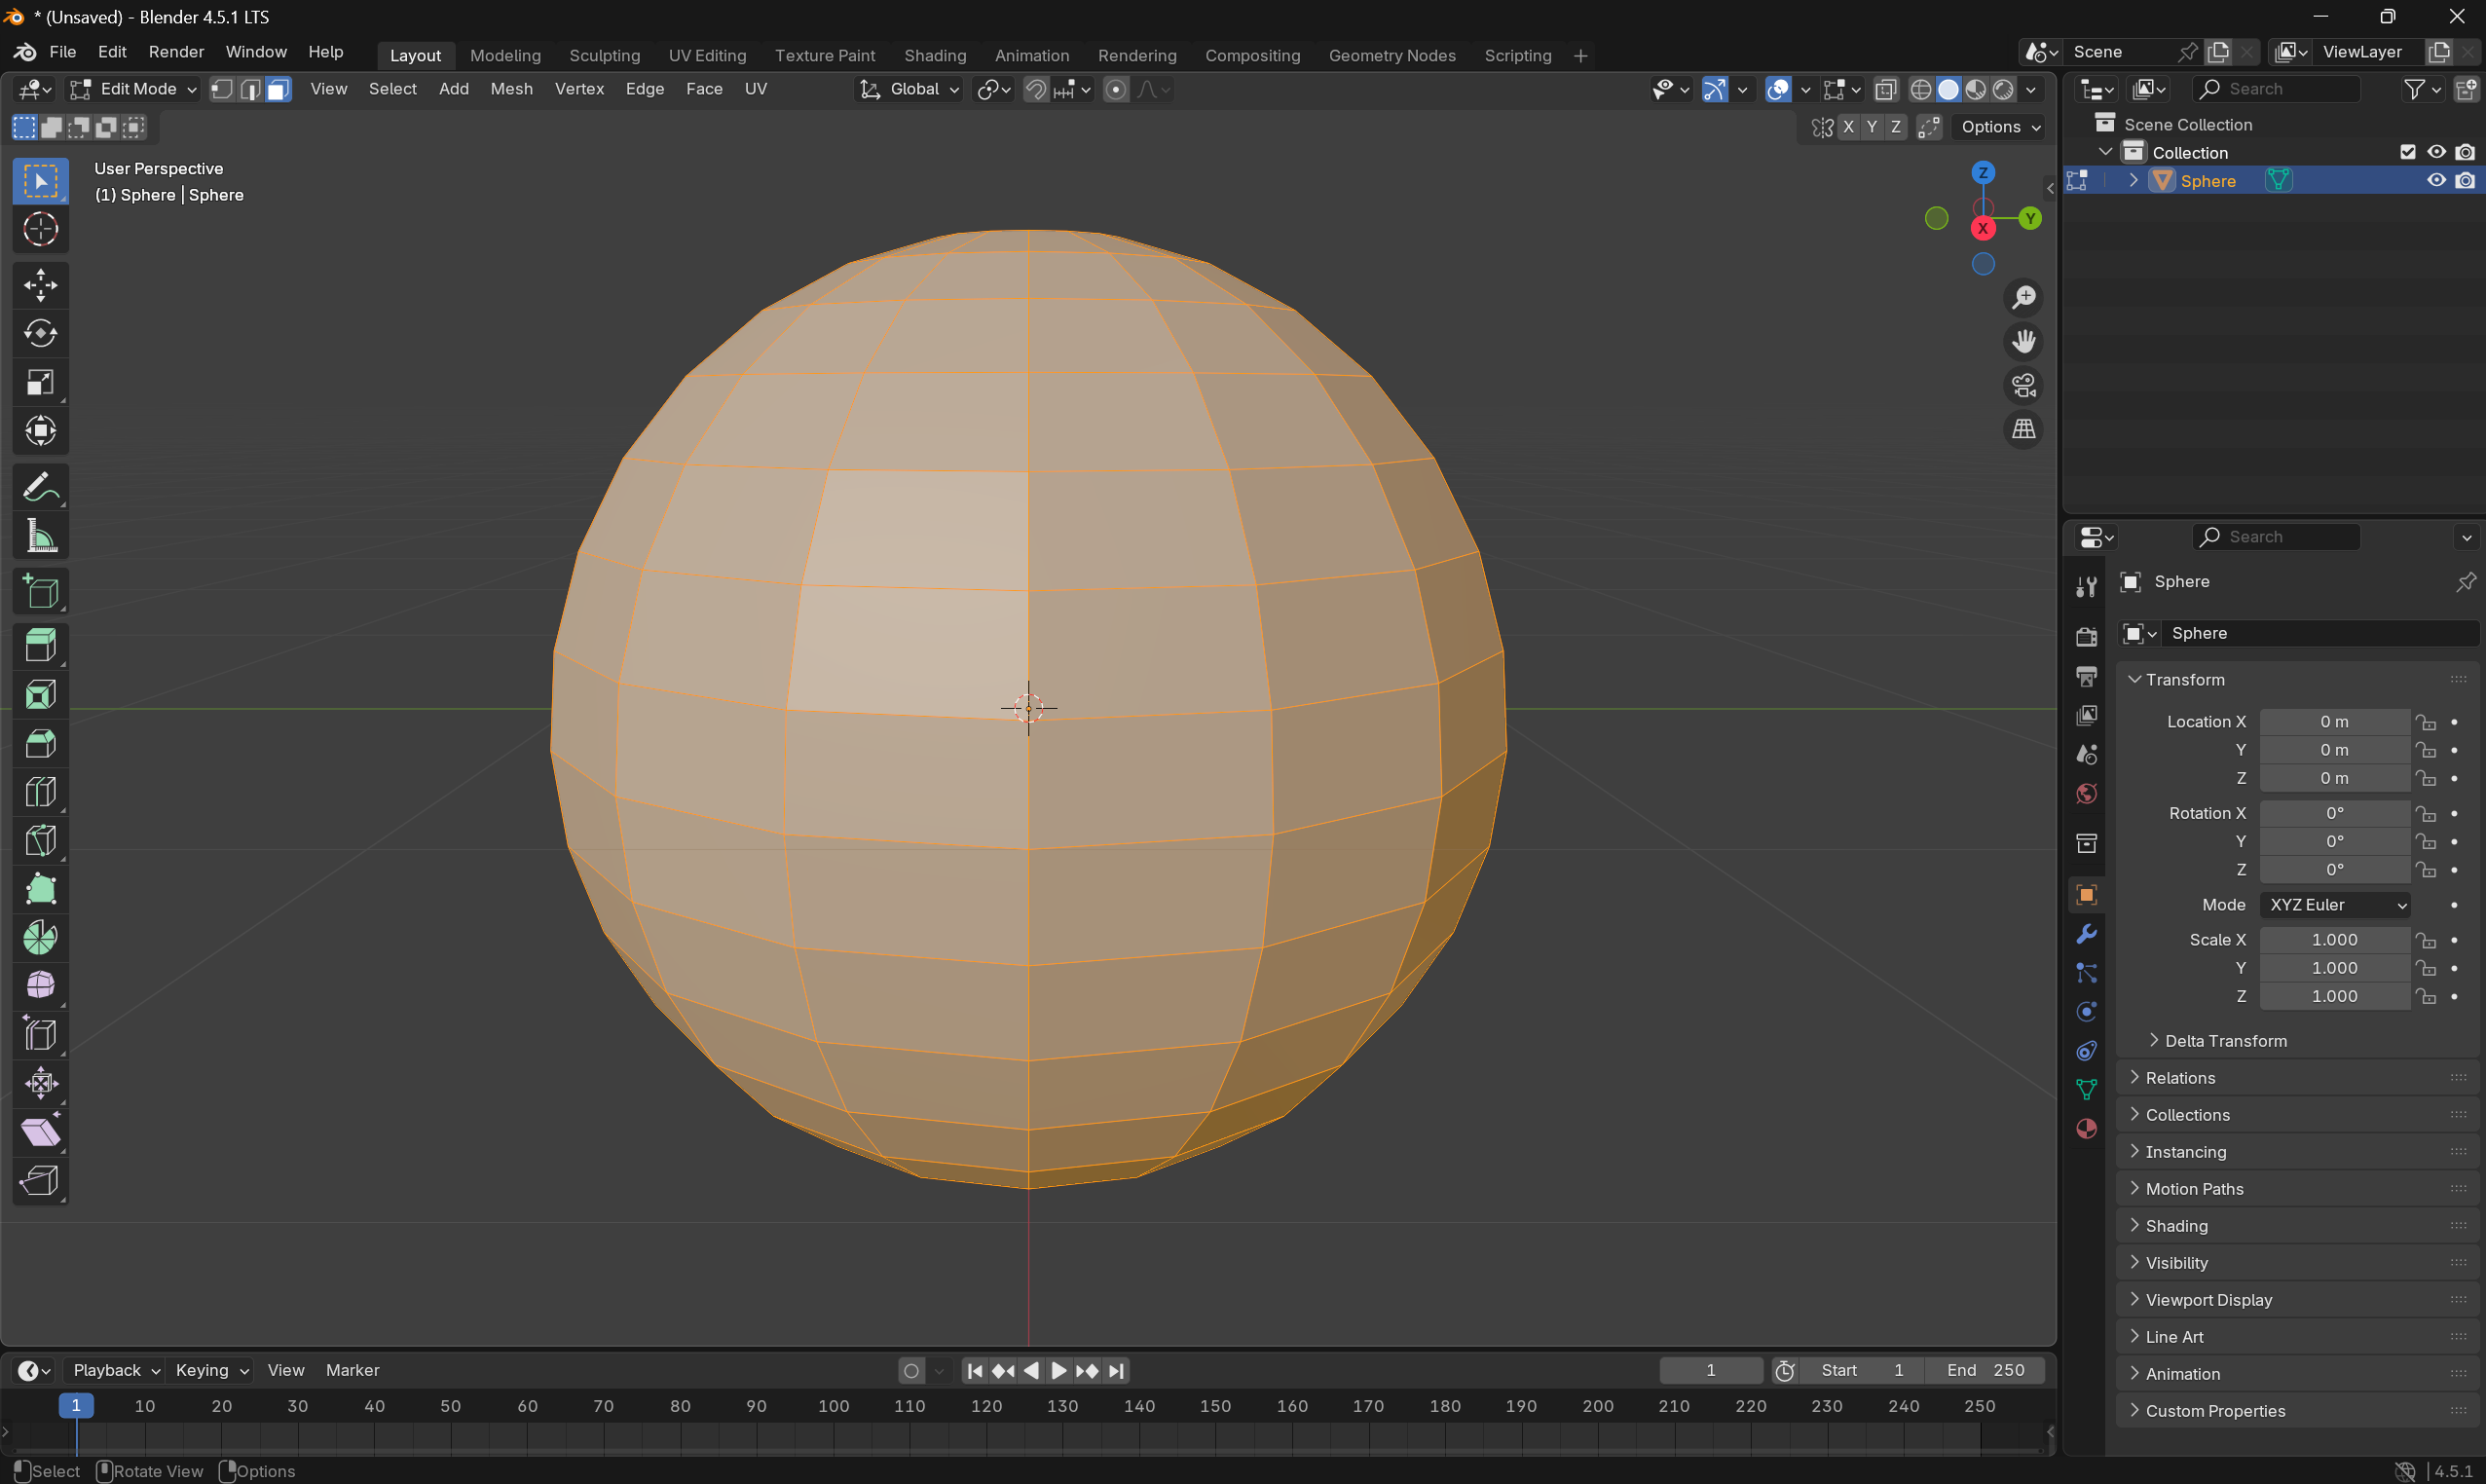 * (Unsaved) - Blender 4.5.1 LTS
File Edit Render Window Help Layout Modeling Sculpting UV Editing Texture Paint Shading Animation Rendering Compositing Geometry Nodes Scripting + Scene ViewLayer
Edit Mode View Select Add Mesh Vertex Edge Face UV Global
X Y Z Options
User Perspective
(1) Sphere | Sphere
Z
Y
X
Search
Scene Collection
Collection
Sphere
Search
Sphere
Sphere
Transform
Location X 0 m
Y 0 m
Z 0 m
Rotation X 0°
Y 0°
Z 0°
Mode XYZ Euler
Scale X 1.000
Y 1.000
Z 1.000
Delta Transform
Relations
Collections
Instancing
Motion Paths
Shading
Visibility
Viewport Display
Line Art
Animation
Custom Properties
Playback Keying View Marker 1 Start 1 End 250
1 10 20 30 40 50 60 70 80 90 100 110 120 130 140 150 160 170 180 190 200 210 220 230 240 250
Select Rotate View Options 4.5.1